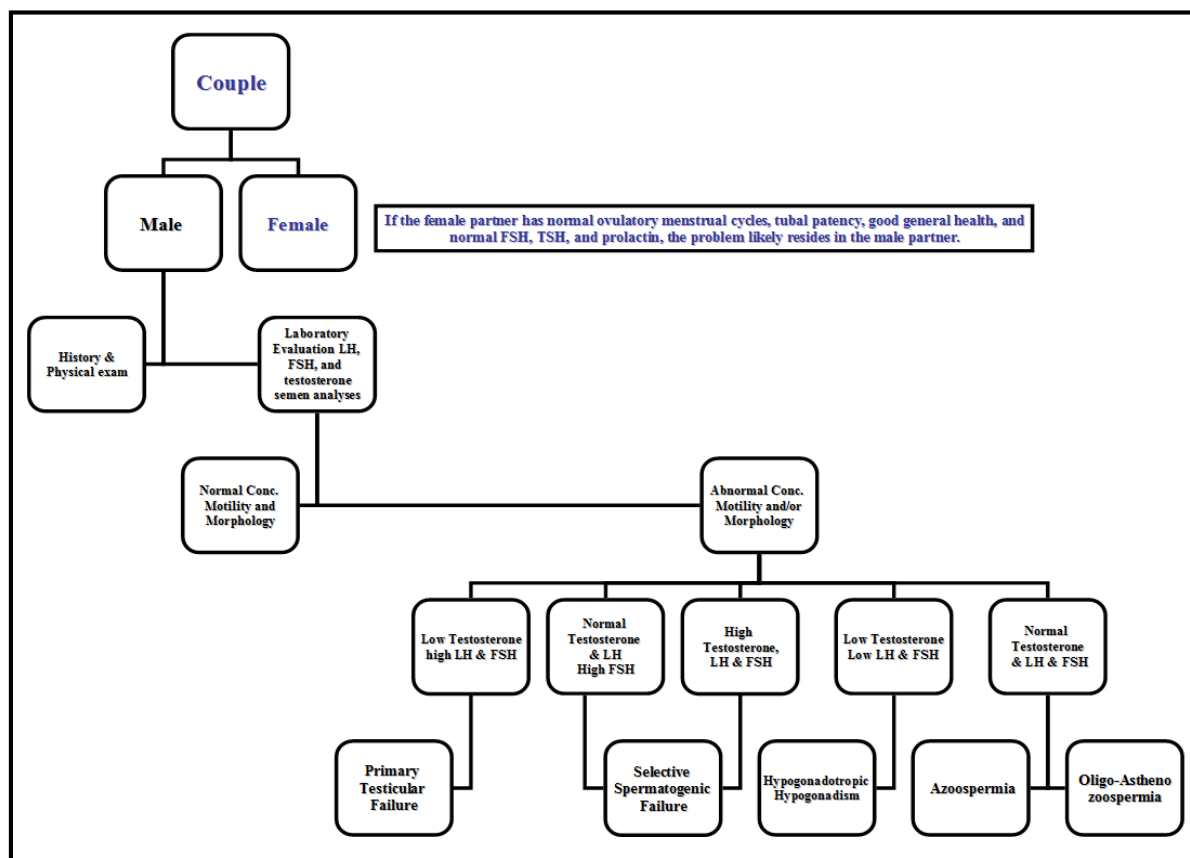 Couple
Male
Female
If the female partner has normal ovulatory menstrual cycles, tubal patency, good general health, and
normal FSH, TSH, and prolactin, the problem likely resides in the male partner.
History &
Physical exam
Laboratory
Evaluation LH,
FSH, and
testosterone
semen analyses
Normal Conc.
Motility and
Morphology
Abnormal Conc.
Motility and/or
Morphology
Low Testosterone
high LH & FSH
Normal
Testosterone
& LH
High FSH
High
Testosterone,
LH & FSH
Low Testosterone
Low LH & FSH
Normal
Testosterone
& LH & FSH
Primary
Testicular
Failure
Selective
Spermatogenic
Failure
Hypogonadotropic
Hypogonadism
Azoospermia
Oligo-Astheno
zoospermia